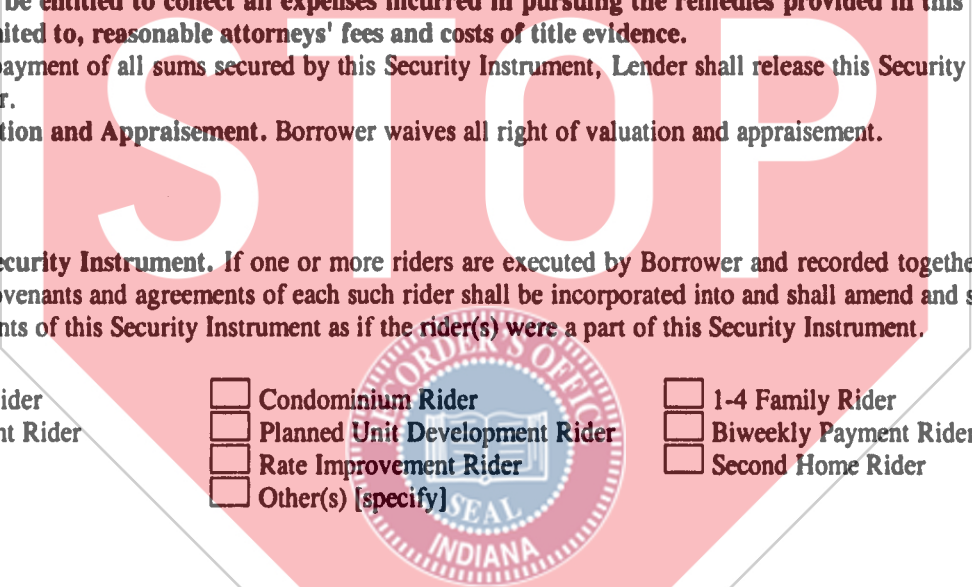 be entitled to collect all expenses incurred in pursuing the remedies provided in this
ited to, reasonable attorneys' fees and costs of title evidence.
payment of all sums secured by this Security Instrument, Lender shall release this Security
r.
tion and Appraisement. Borrower waives all right of valuation and appraisement.
STOP
ecurity Instrument. If one or more riders are executed by Borrower and recorded togethe
venants and agreements of each such rider shall be incorporated into and shall amend and s
nts of this Security Instrument as if the rider(s) were a part of this Security Instrument.
RECORDER'S OFFICE
ider Condominium Rider 1-4 Family Rider
nt Rider Planned Unit Development Rider Biweekly Payment Rider
Rate Improvement Rider Second Home Rider
Other(s) [specify]
SEAL
INDIANA